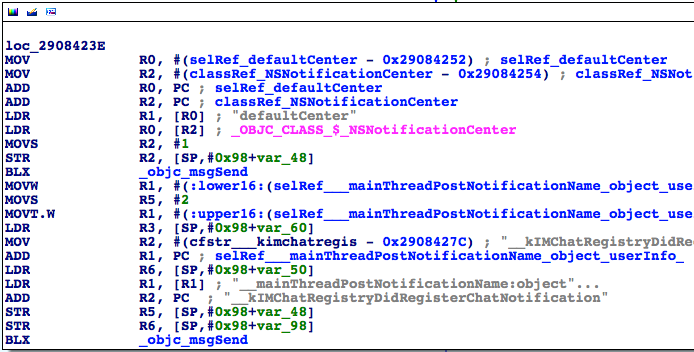 loc_2908423E
MOV R0, #(selRef_defaultCenter - 0x29084252) ; selRef_defaultCenter
MOV R2, #(classRef_NSNotificationCenter - 0x29084254) ; classRef_NSNot
ADD R0, PC ; selRef_defaultCenter
ADD R2, PC ; classRef_NSNotificationCenter
LDR R1, [R0] ; "defaultCenter"
LDR R0, [R2] ; _OBJC_CLASS_$_NSNotificationCenter
MOVS R2, #1
STR R2, [SP,#0x98+var_48]
BLX _objc_msgSend
MOVW R1, #(:lower16:(selRef___mainThreadPostNotificationName_object_use
MOVS R5, #2
MOVT.W R1, #(:upper16:(selRef___mainThreadPostNotificationName_object_use
LDR R3, [SP,#0x98+var_60]
MOV R2, #(cfstr___kimchatregis - 0x2908427C) ; "__kIMChatRegistryDidRe
ADD R1, PC ; selRef___mainThreadPostNotificationName_object_userInfo_
LDR R6, [SP,#0x98+var_50]
LDR R1, [R1] ; "__mainThreadPostNotificationName:object"...
ADD R2, PC ; "__kIMChatRegistryDidRegisterChatNotification"
STR R5, [SP,#0x98+var_48]
STR R6, [SP,#0x98+var_98]
BLX _objc_msgSend